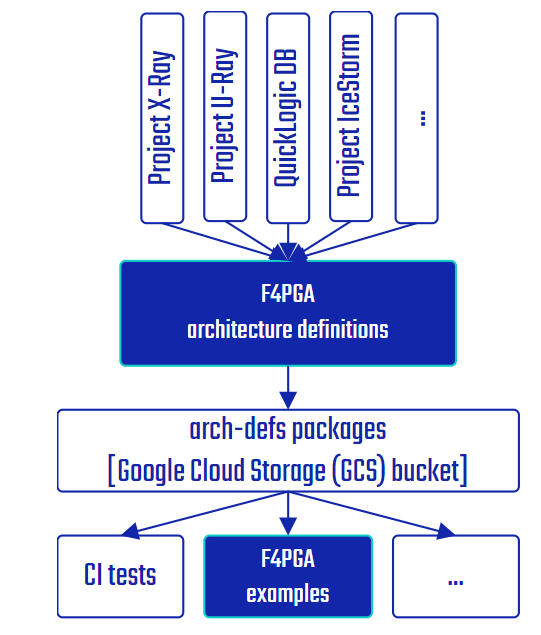 Project X-Ray
Project U-Ray
QuickLogic DB
Project IceStorm
...
F4PGA
architecture definitions
arch-defs packages
[Google Cloud Storage (GCS) bucket]
CI tests
F4PGA
examples
...